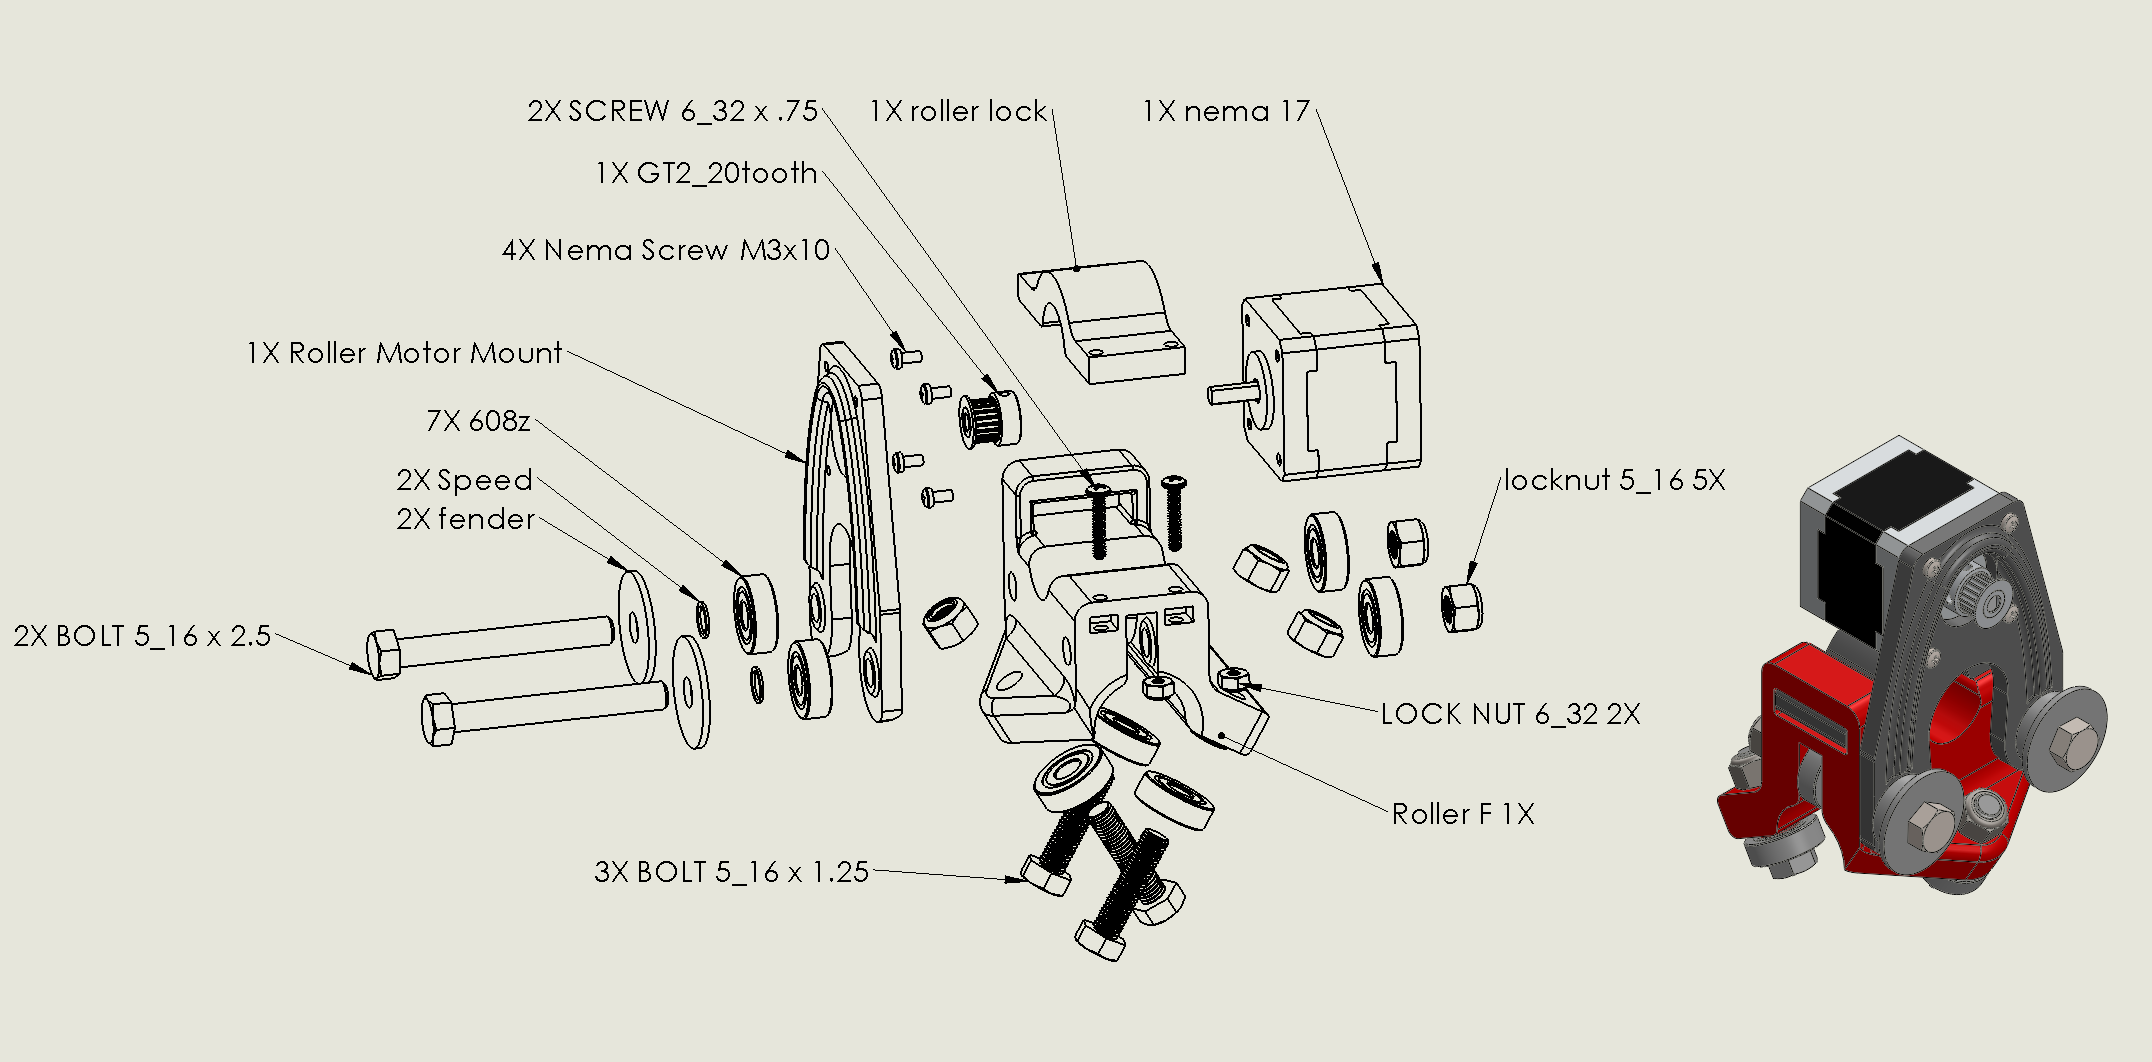 2X SCREW 6_32 x .75
1X roller lock
1X nema 17
1X GT2_20tooth
4X Nema Screw M3x10
1X Roller Motor Mount
7X 608z
2X Speed
locknut 5_16 5X
2X fender
2X BOLT 5_16 x 2.5
LOCK NUT 6_32 2X
Roller F 1X
3X BOLT 5_16 x 1.25